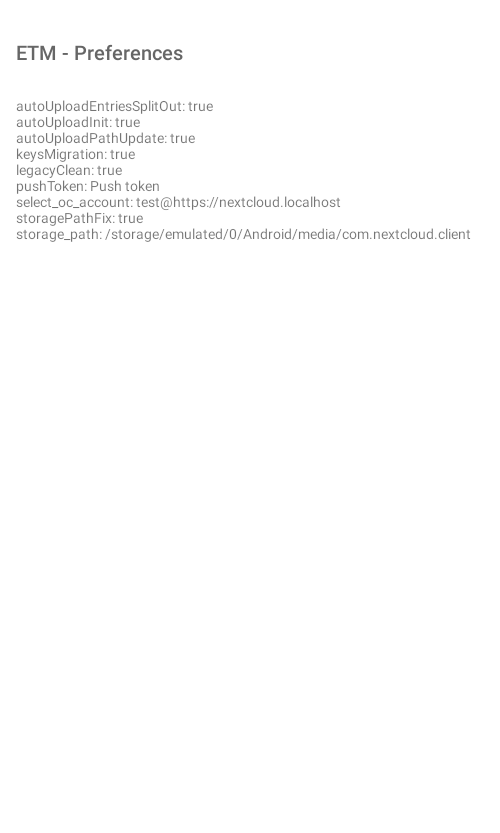 ETM - Preferences
autoUploadEntriesSplitOut: true
autoUploadInit: true
autoUploadPathUpdate: true
keysMigration: true
legacyClean: true
pushToken: Push token
select_oc_account: test@https://nextcloud.localhost
storagePathFix: true
storage_path: /storage/emulated/0/Android/media/com.nextcloud.client